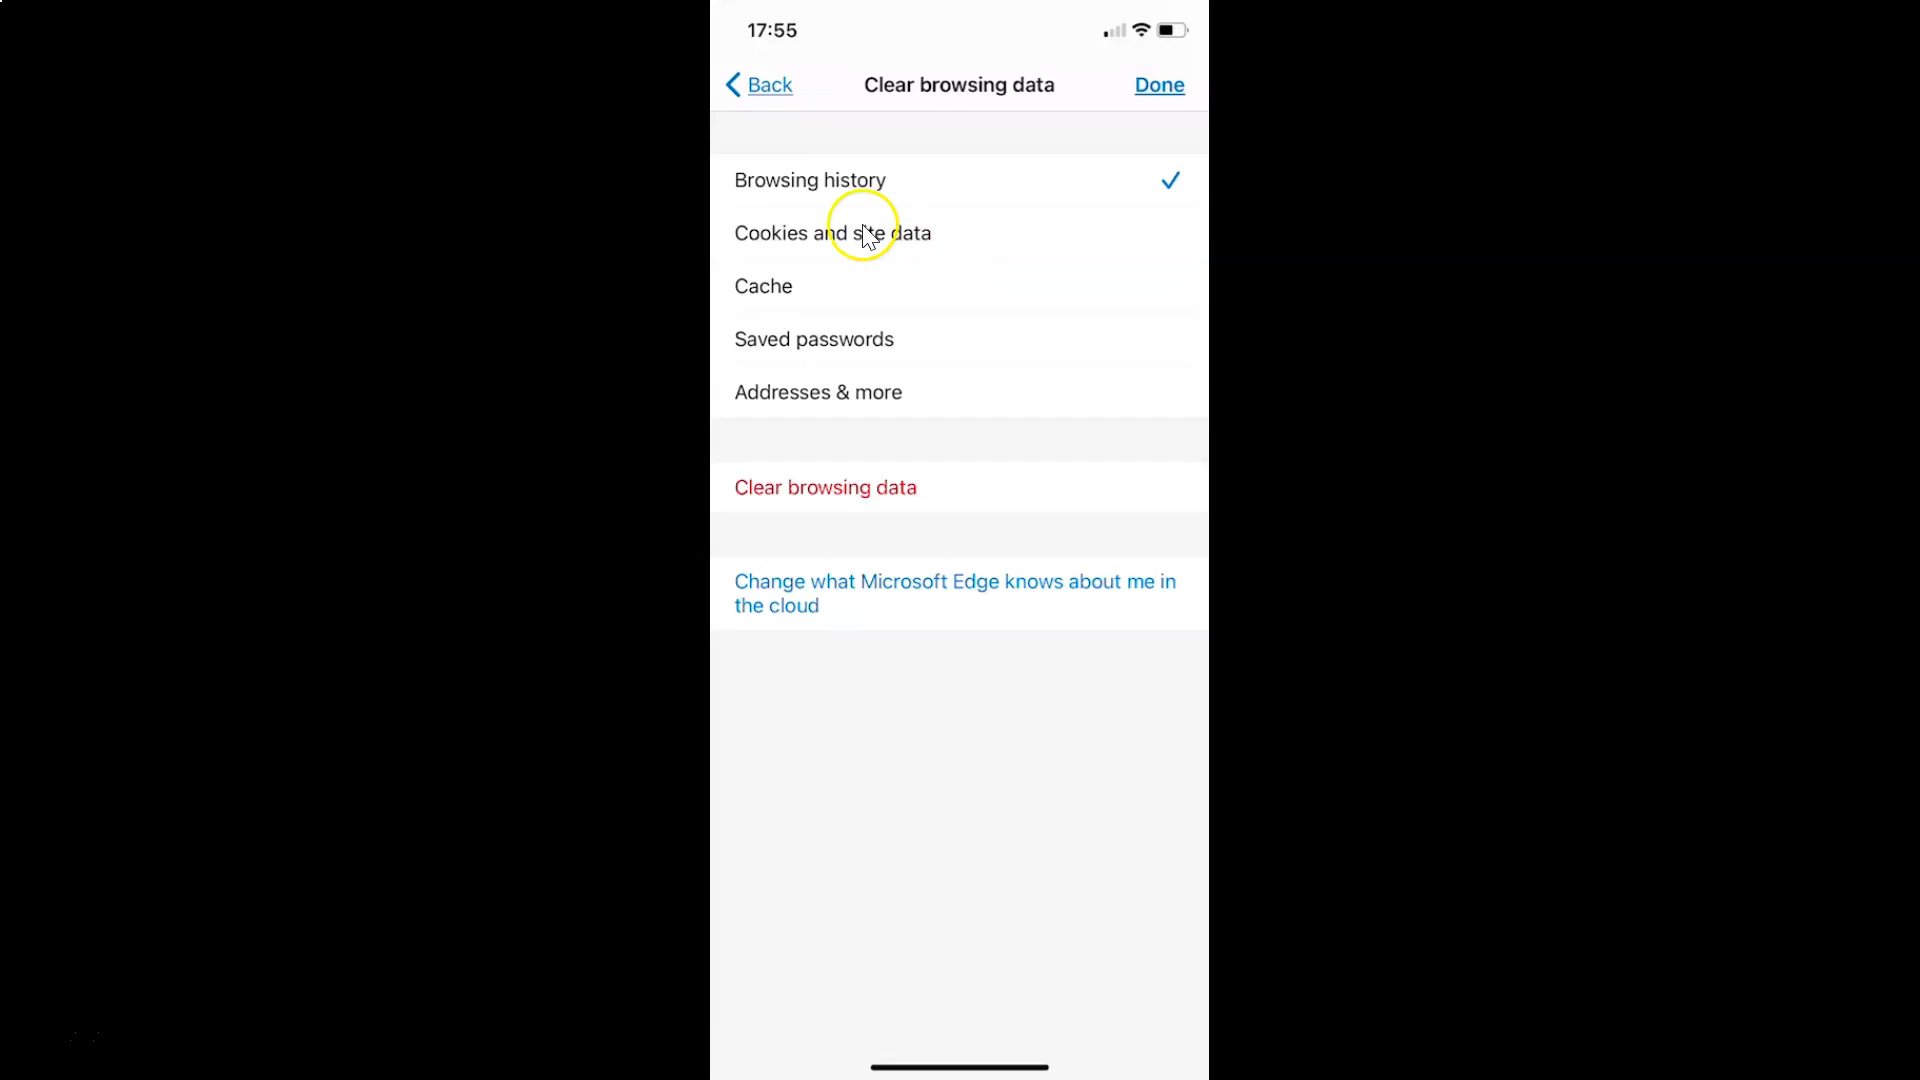 17:55
Back
Clear browsing data
Done
Browsing history
Cookies and site data
Cache
Saved passwords
Addresses & more
Clear browsing data
Change what Microsoft Edge knows about me in
the cloud